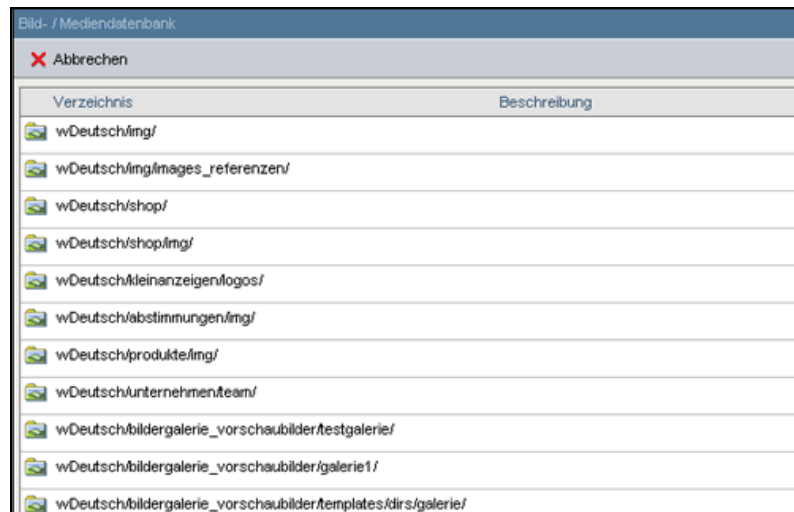 Bild- / Mediendatenbank
Abbrechen
Verzeichnis Beschreibung
wDeutsch/img/
wDeutsch/img/images_referenzen/
wDeutsch/shop/
wDeutsch/shop/img/
wDeutsch/kleinanzeigen/logos/
wDeutsch/abstimmungen/img/
wDeutsch/produkte/img/
wDeutsch/unternehmen/team/
wDeutsch/bildergalerie_vorschaubilder/testgalerie/
wDeutsch/bildergalerie_vorschaubilder/galerie1/
wDeutsch/bildergalerie_vorschaubilder/templates/dirs/galerie/